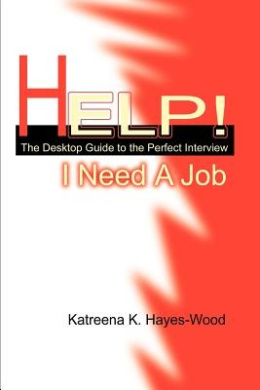 HELP!
The Desktop Guide to the Perfect Interview
I Need A Job
Katreena K. Hayes-Wood